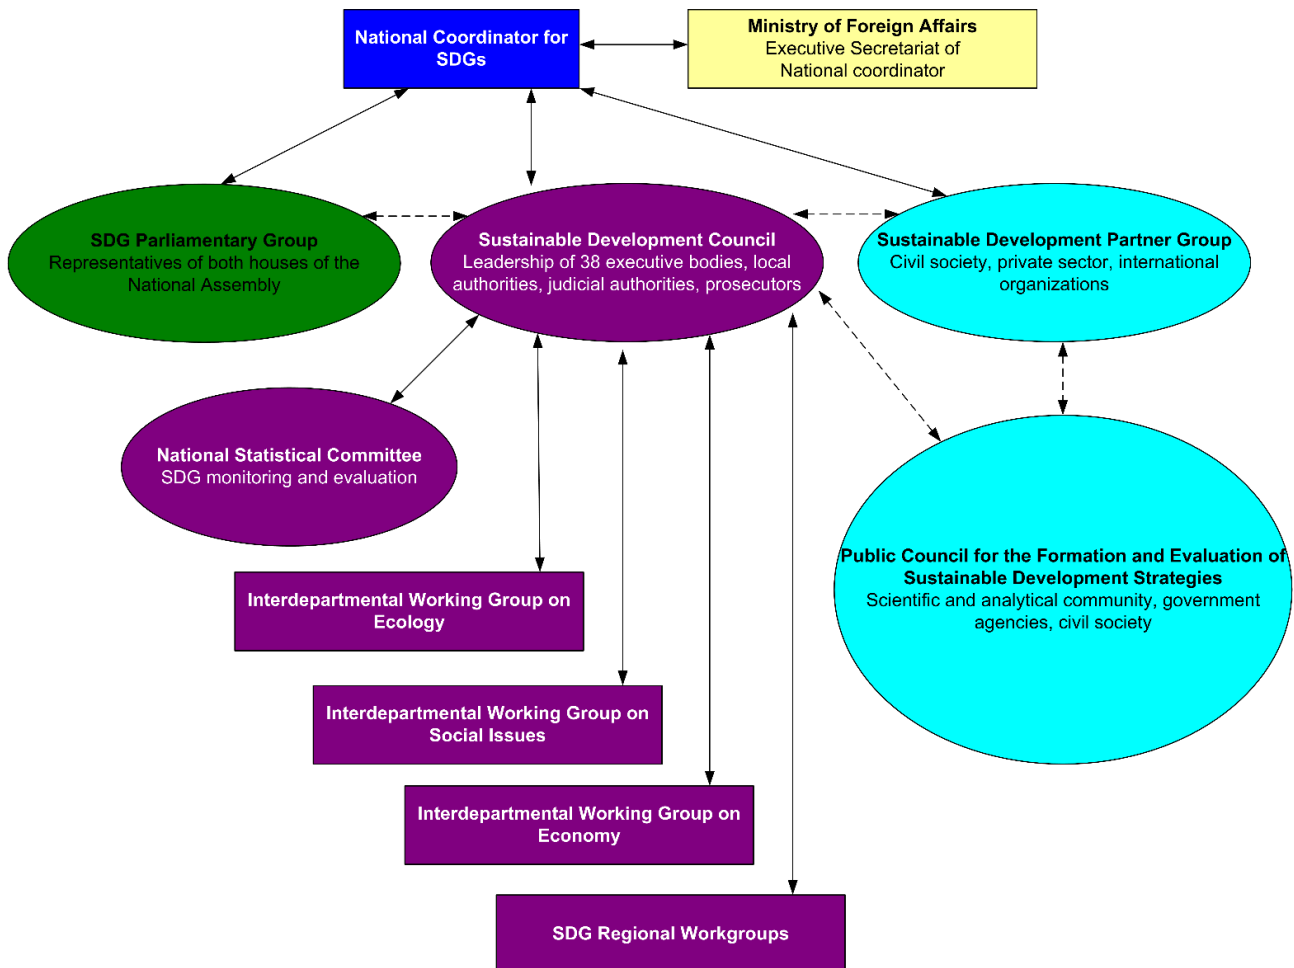 National Coordinator for
SDGs
Ministry of Foreign Affairs
Executive Secretariat of
National coordinator
SDG Parliamentary Group
Representatives of both houses of the
National Assembly
Sustainable Development Council
Leadership of 38 executive bodies, local
authorities, judicial authorities, prosecutors
Sustainable Development Partner Group
Civil society, private sector, international
organizations
National Statistical Committee
SDG monitoring and evaluation
Public Council for the Formation and Evaluation of
Sustainable Development Strategies
Scientific and analytical community, government
agencies, civil society
Interdepartmental Working Group on
Ecology
Interdepartmental Working Group on
Social Issues
Interdepartmental Working Group on
Economy
SDG Regional Workgroups